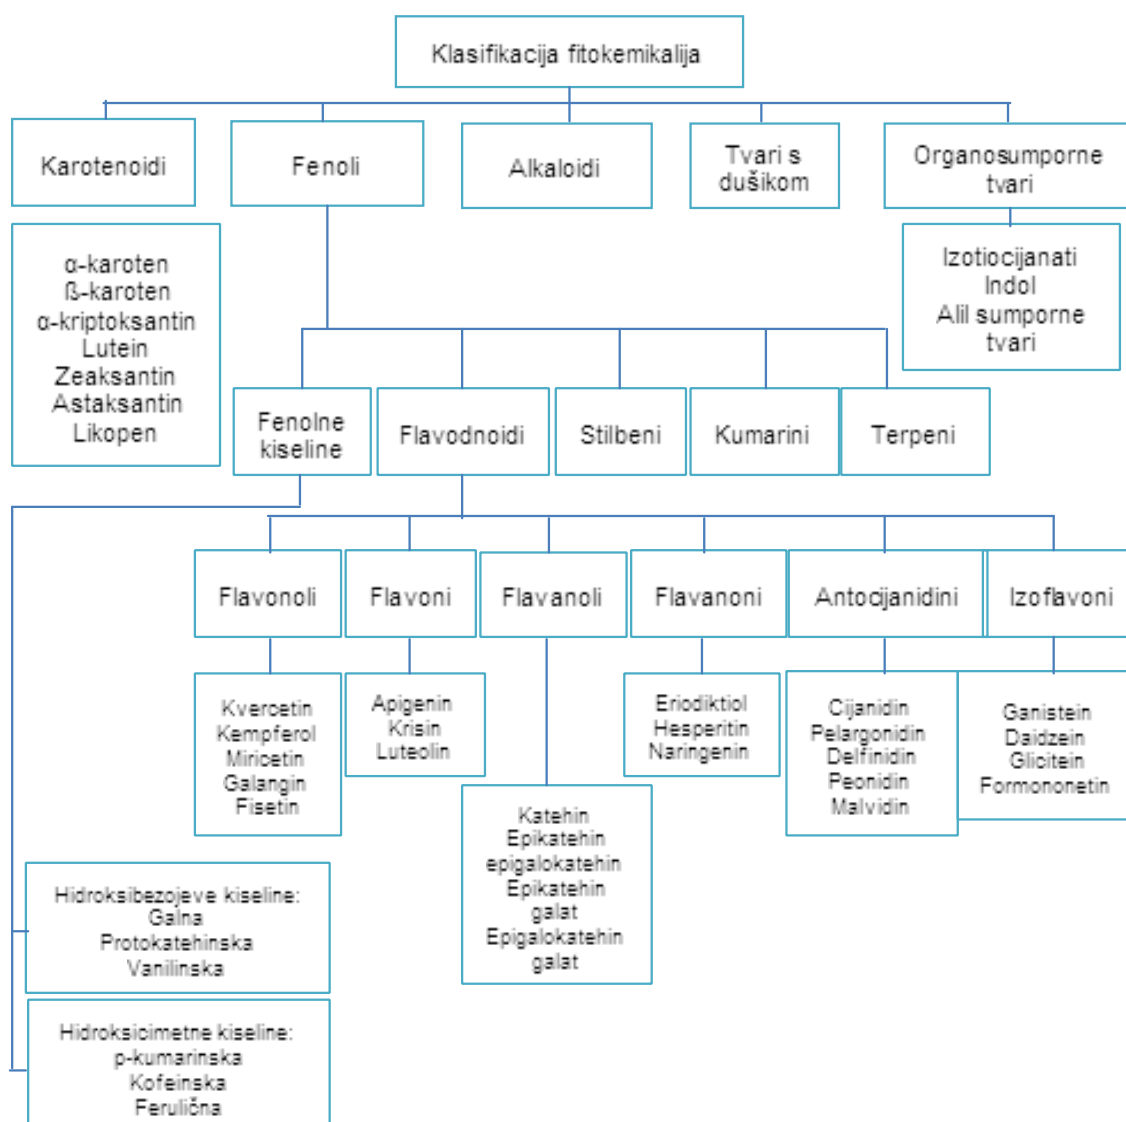 Klasifikacija fitokemikalija
Karotenoidi
Fenoli
Alkaloidi
Tvari s
dušikom
Organosumporne
tvari
α-karoten
ß-karoten
α-kriptoksantin
Lutein
Zeaksantin
Astaksantin
Likopen
Izotiocijanati
Indol
Alil sumporne
tvari
Fenolne
kiseline
Flavodnoidi
Stilbeni
Kumarini
Terpeni
Flavonoli
Flavoni
Flavanoli
Flavanoni
Antocijanidini
Izoflavoni
Kvercetin
Kempferol
Miricetin
Galangin
Fisetin
Apigenin
Krisin
Luteolin
Katehin
Epikatehin
epigalokatehin
Epikatehin
galat
Epigalokatehin
galat
Eriodiktiol
Hesperitin
Naringenin
Cijanidin
Pelargonidin
Delfinidin
Peonidin
Malvidin
Ganistein
Daidzein
Glicitein
Formononetin
Hidroksibezojeve kiseline:
Galna
Protokatehinska
Vanilinska
Hidroksicimetne kiseline:
p-kumarinska
Kofeinska
Ferulična